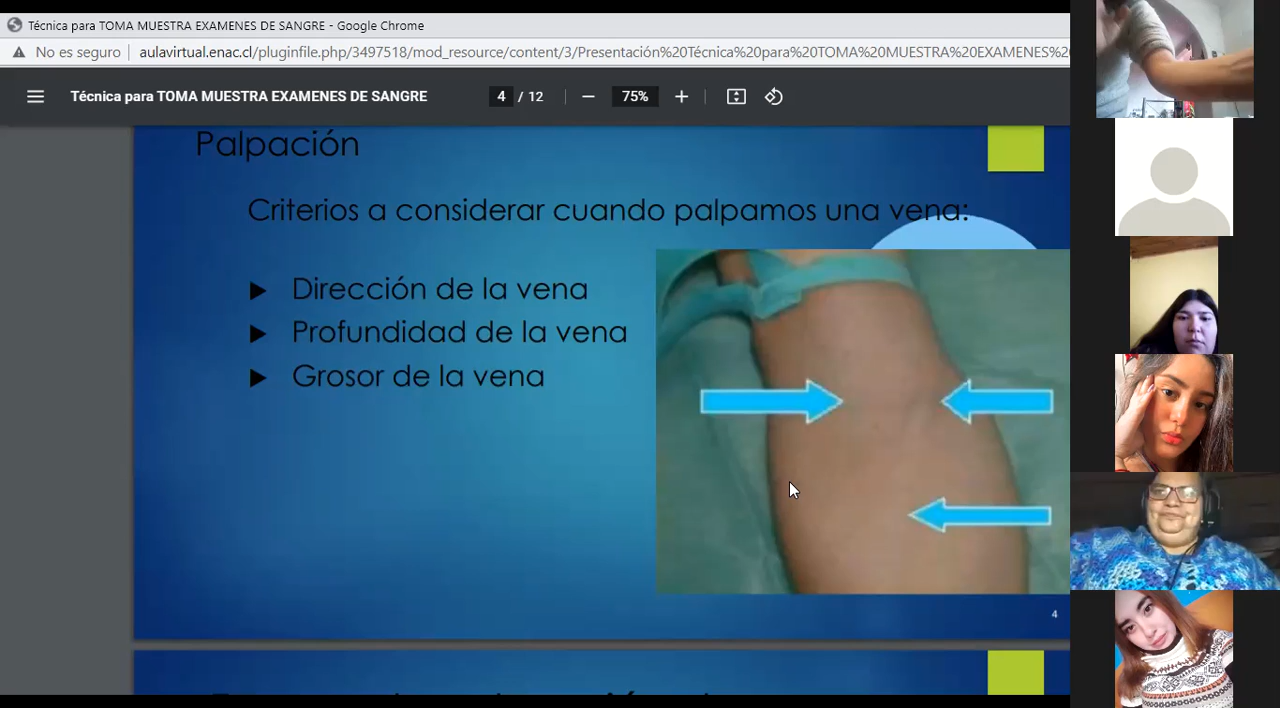 Técnica para TOMA MUESTRA EXAMENES DE SANGRE - Google Chrome
No es seguro aulavirtual.enac.cl/pluginfile.php/3497518/mod_resource/content/3/Presentación%20Técnica%20para%20TOMA%20MUESTRA%20EXAMENES%20
Técnica para TOMA MUESTRA EXAMENES DE SANGRE 4 / 12 75%
Palpación
Criterios a considerar cuando palpamos una vena:
Dirección de la vena
Profundidad de la vena
Grosor de la vena
4